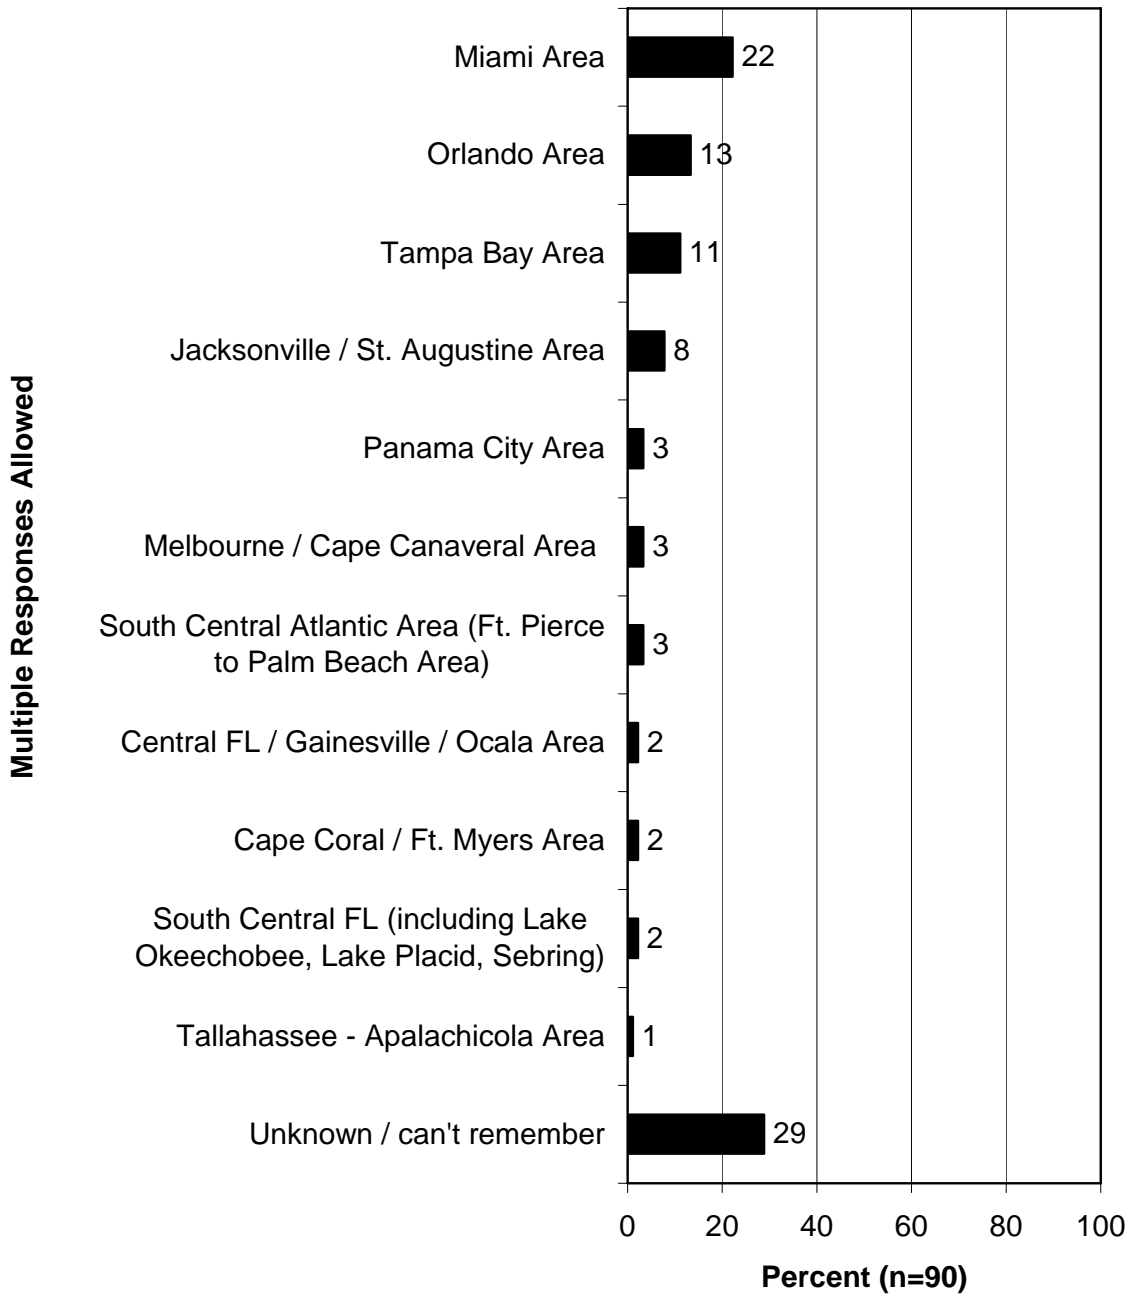 Multiple Responses Allowed
Miami Area 22
Orlando Area 13
Tampa Bay Area 11
Jacksonville / St. Augustine Area 8
Panama City Area 3
Melbourne / Cape Canaveral Area 3
South Central Atlantic Area (Ft. Pierce
to Palm Beach Area) 3
Central FL / Gainesville / Ocala Area 2
Cape Coral / Ft. Myers Area 2
South Central FL (including Lake
Okeechobee, Lake Placid, Sebring) 2
Tallahassee - Apalachicola Area 1
Unknown / can't remember 29
0 20 40 60 80 100
Percent (n=90)